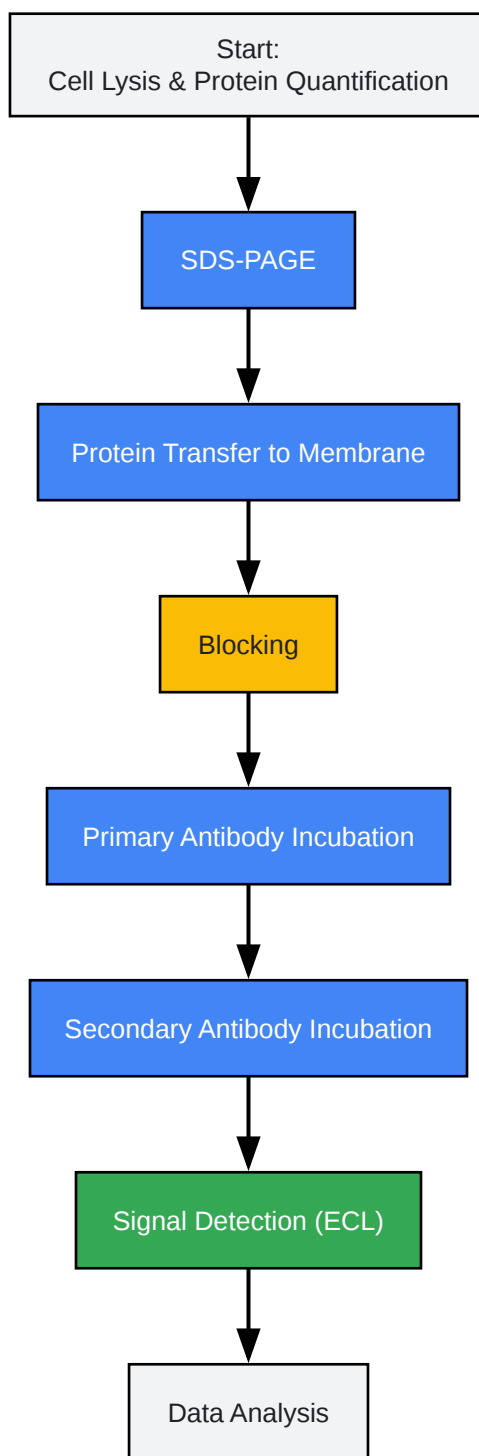 Start:
Cell Lysis & Protein Quantification
SDS-PAGE
Protein Transfer to Membrane
Blocking
Primary Antibody Incubation
Secondary Antibody Incubation
Signal Detection (ECL)
Data Analysis